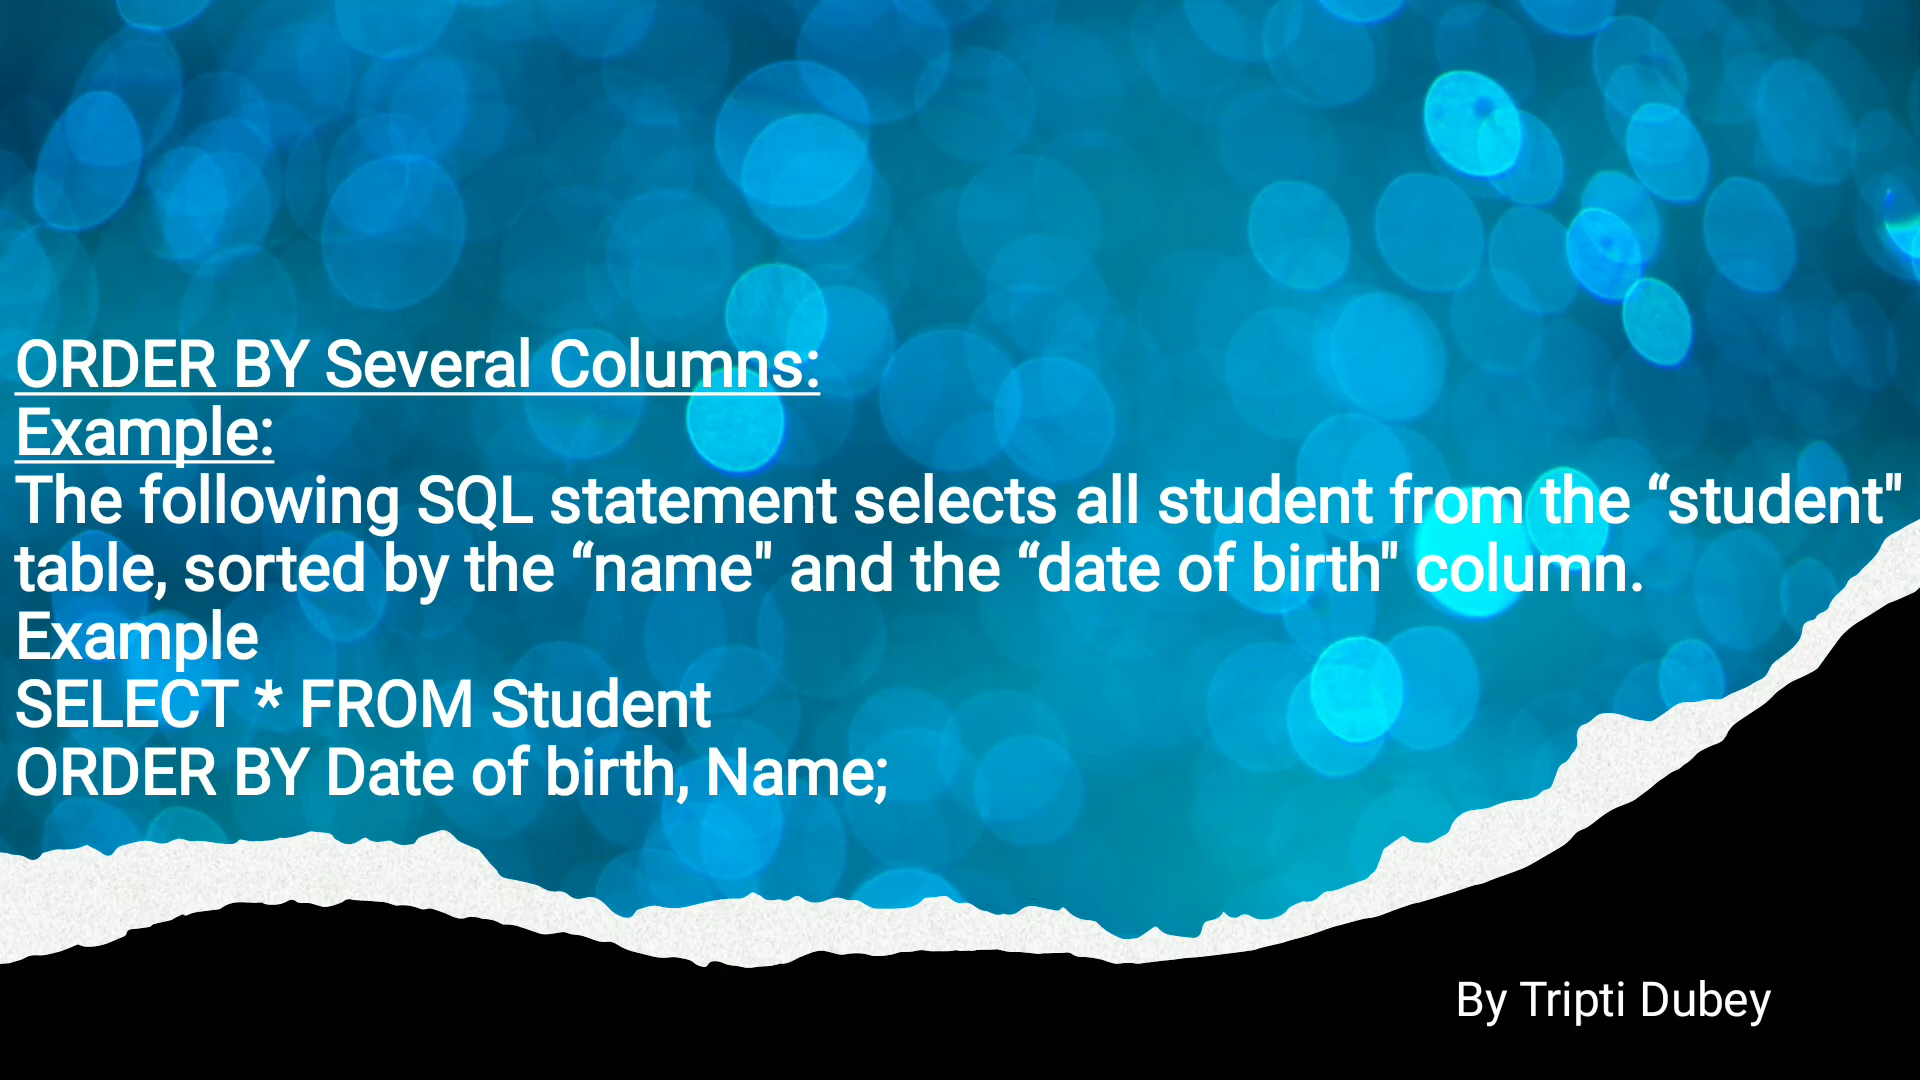 ORDER BY Several Columns:
Example:
The following SQL statement selects all student from the “student"
table, sorted by the “name" and the “date of birth" column.
Example
SELECT * FROM Student
ORDER BY Date of birth, Name;
By Tripti Dubey